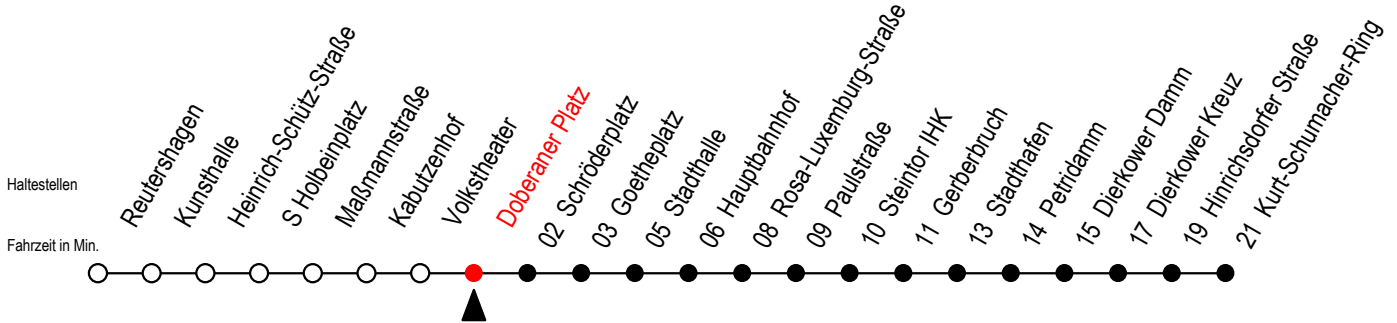 Haltestellen
Fahrzeit in Min.
Reutershagen
Kunsthalle
Heinrich-Schütz-Straße
S Holbeinplatz
Maßmannstraße
Kabutzenhof
Volkstheater
Doberaner Platz
02 Schröderplatz
03 Goetheplatz
05 Stadthalle
06 Hauptbahnhof
08 Rosa-Luxemburg-Straße
09 Paulstraße
10 Steintor IHK
11 Gerberbruch
13 Stadthafen
14 Petridamm
15 Dierkower Damm
17 Dierkower Kreuz
19 Hinrichsdorfer Straße
21 Kurt-Schumacher-Ring